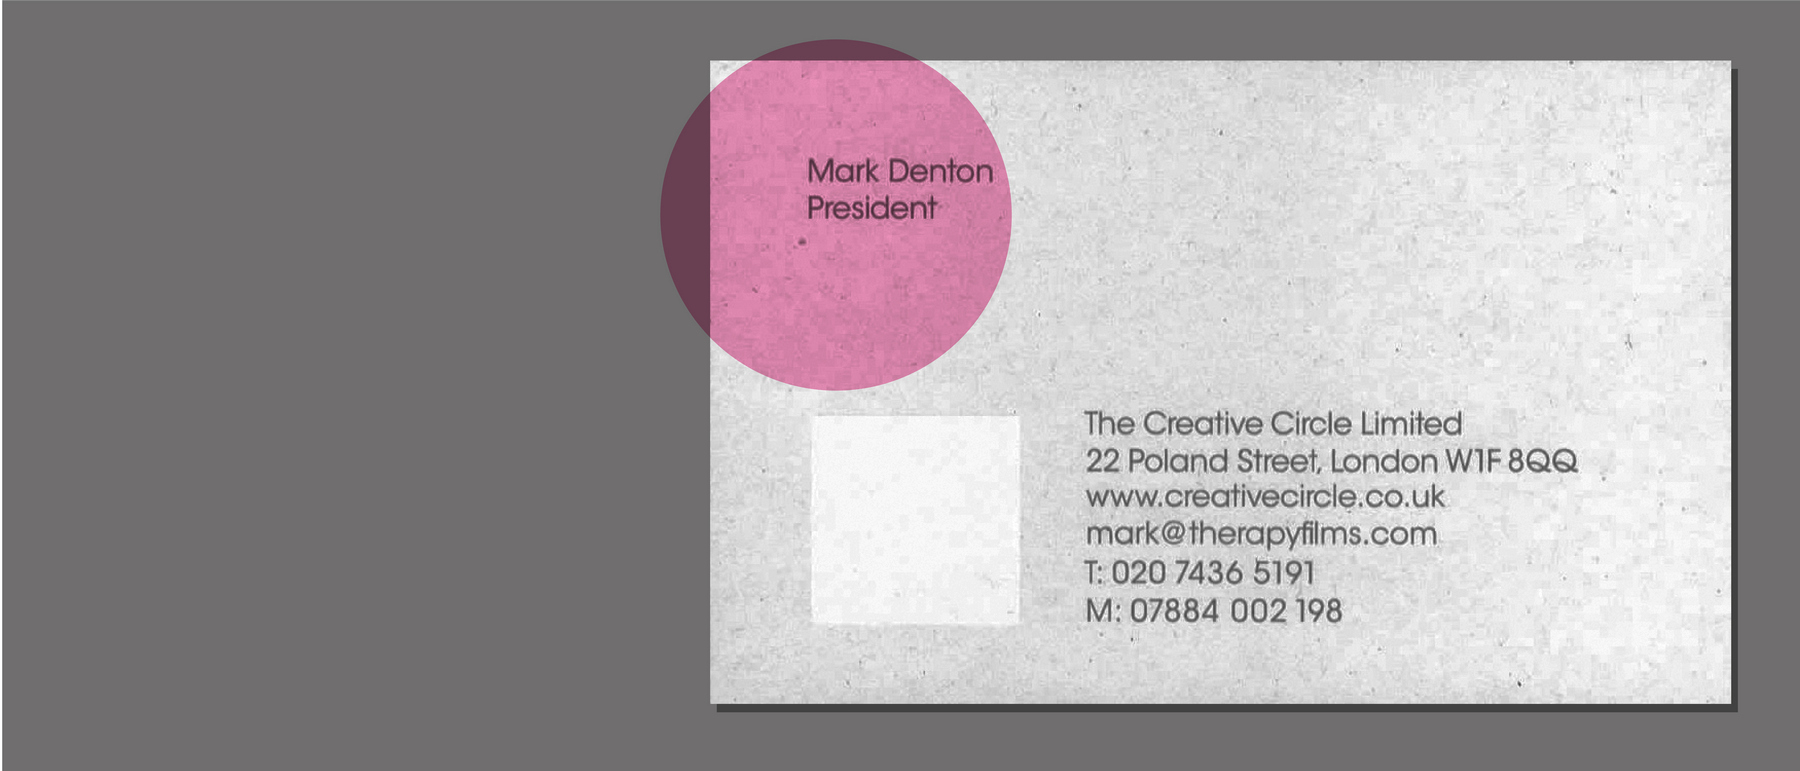 Mark Denton
President
The Creative Circle Limited
22 Poland Street, London W1F 8QQ
www.creativecircle.co.uk
mark@therapyfilms.com
T: 020 7436 5191
M: 07884 002 198